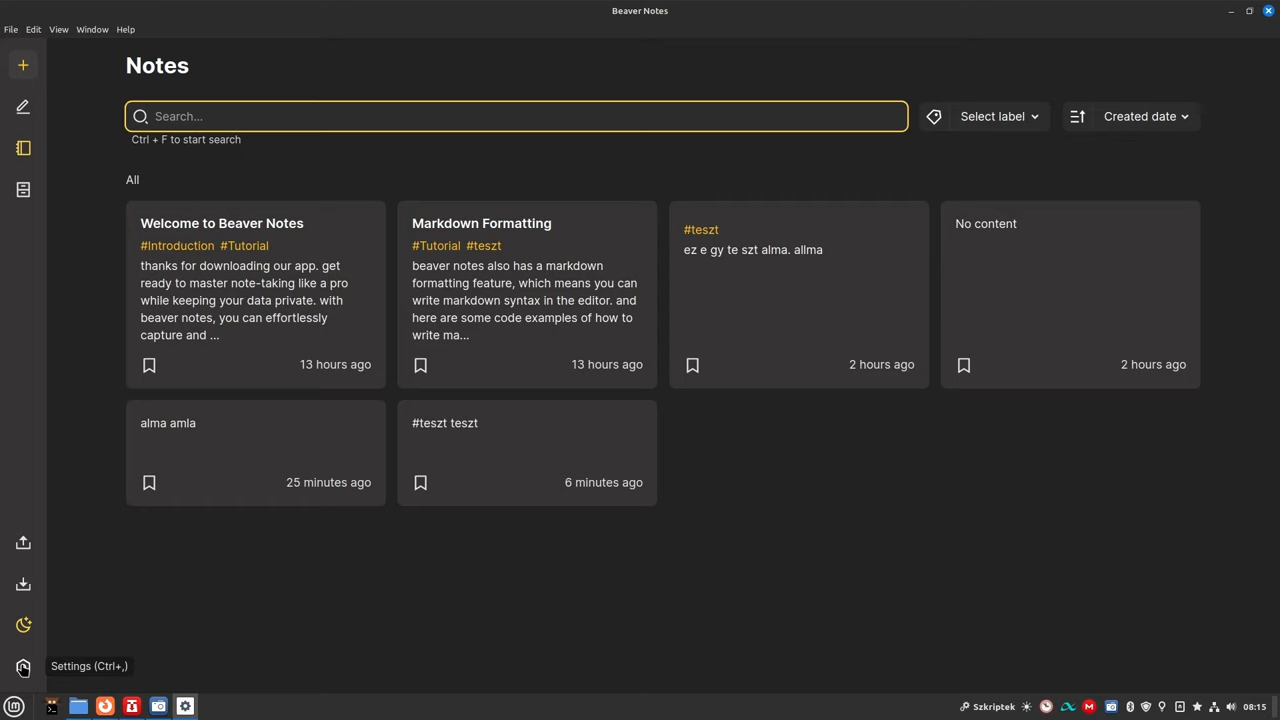 Beaver Notes
File Edit View Window Help
Notes
Search...
Select label
Created date
Ctrl + F to start search
All
Welcome to Beaver Notes
#Introduction #Tutorial
thanks for downloading our app. get
ready to master note-taking like a pro
while keeping your data private. with
beaver notes, you can effortlessly
capture and ...
13 hours ago
Markdown Formatting
#Tutorial #teszt
beaver notes also has a markdown
formatting feature, which means you can
write markdown syntax in the editor. and
here are some code examples of how to
write ma...
13 hours ago
#teszt
ez e gy te szt alma. allma
2 hours ago
No content
2 hours ago
alma amla
25 minutes ago
#teszt teszt
6 minutes ago
Settings (Ctrl+,)
Szkriptek
08:15